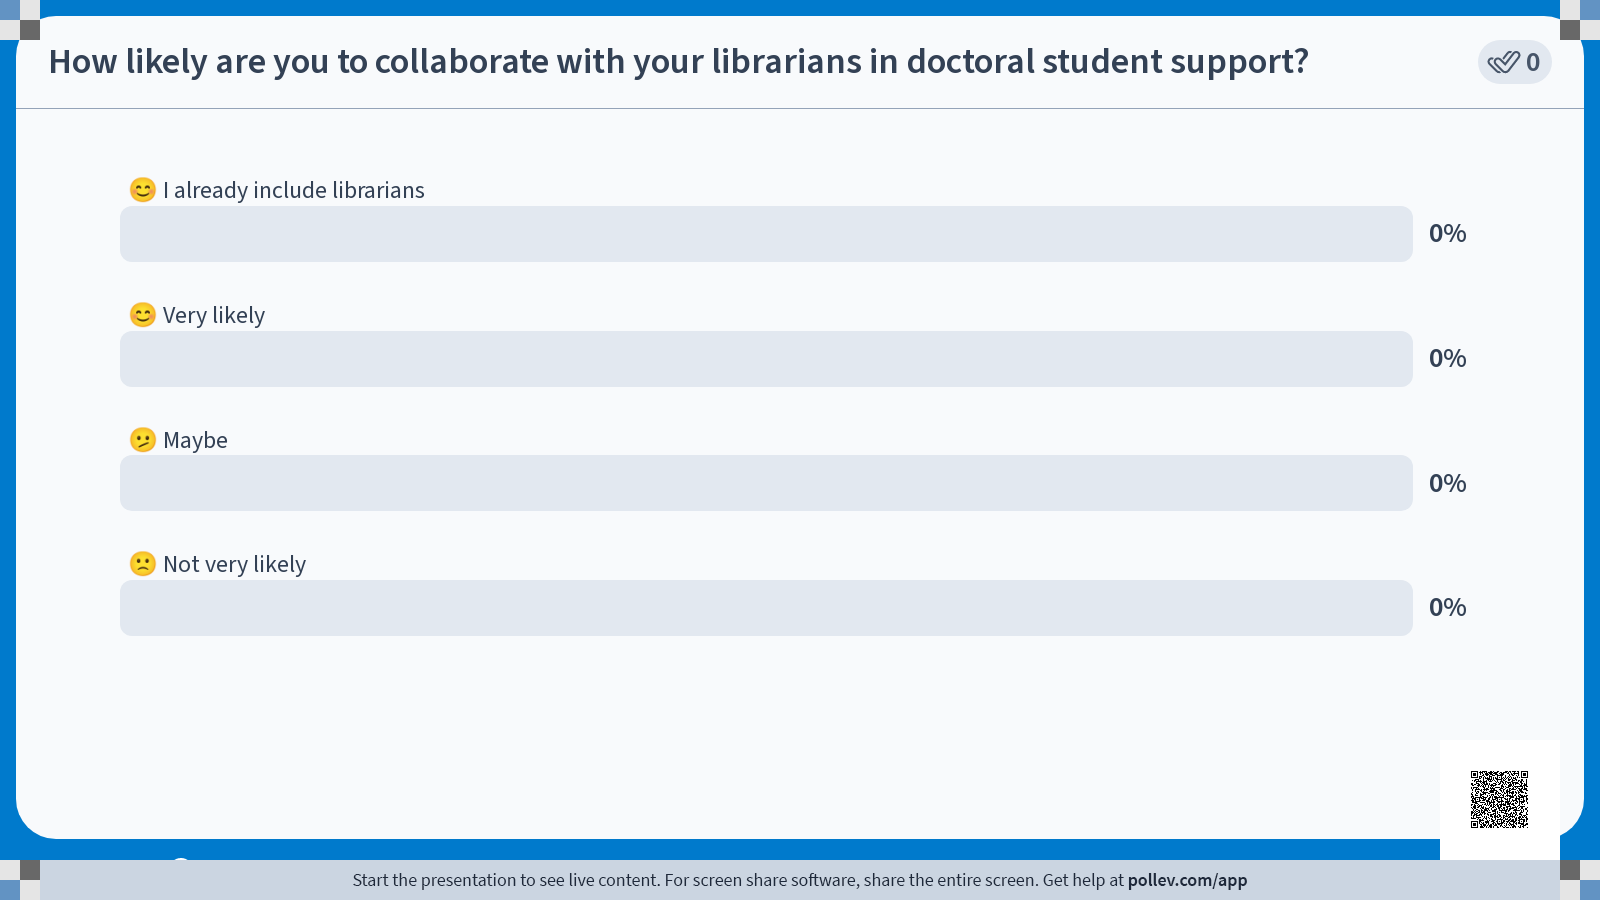 How likely are you to collaborate with your librarians in doctoral student support?
0
😊 I already include librarians
0%
😊 Very likely
0%
🫤 Maybe
0%
🙁 Not very likely
0%
Start the presentation to see live content. For screen share software, share the entire screen. Get help at pollev.com/app